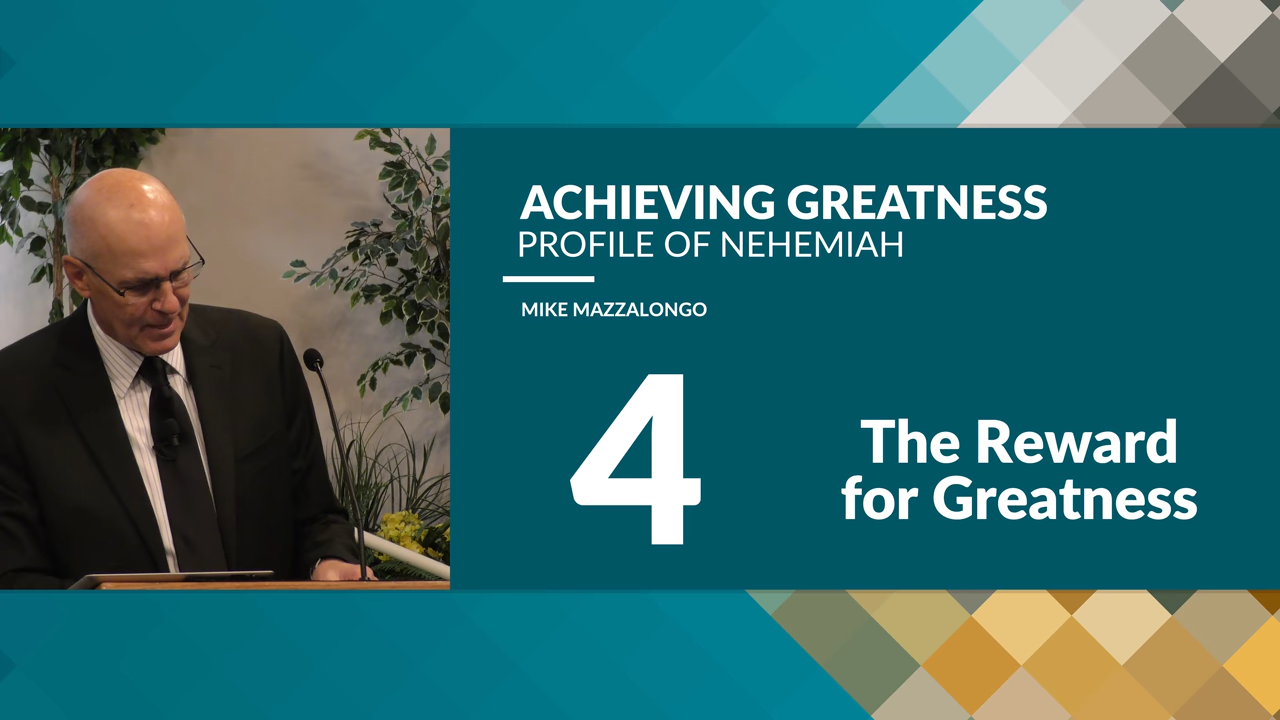 ACHIEVING GREATNESS
PROFILE OF NEHEMIAH
MIKE MAZZALONGO
4
The Reward
for Greatness